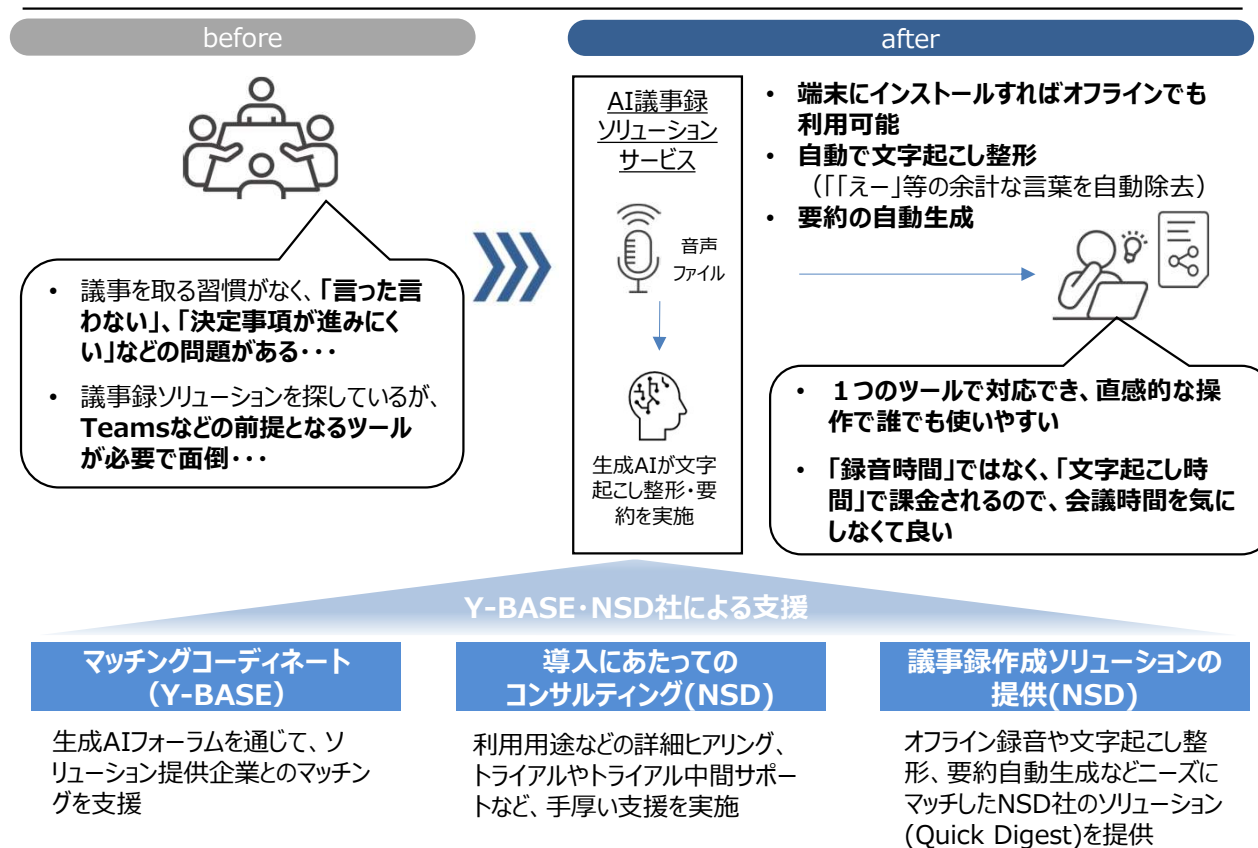 before
after
• 議事を取る習慣がなく、「言った言
わない」、「決定事項が進みにく
い」などの問題がある・・・
• 議事録ソリューションを探しているが、
Teamsなどの前提となるツール
が必要で面倒・・・
AI議事録
ソリューション
サービス
音声
ファイル
生成AIが文字
起こし整形・要
約を実施
• 端末にインストールすればオフラインでも
利用可能
• 自動で文字起こし整形
（「「えー」等の余計な言葉を自動除去）
• 要約の自動生成
• １つのツールで対応でき、直感的な操
作で誰でも使いやすい
• 「録音時間」ではなく、「文字起こし時
間」で課金されるので、会議時間を気に
しなくて良い
Y-BASE・NSD社による支援
マッチングコーディネート
（Y-BASE）
生成AIフォーラムを通じて、ソ
リューション提供企業とのマッチン
グを支援
導入にあたっての
コンサルティング(NSD)
利用用途などの詳細ヒアリング、
トライアルやトライアル中間サポー
トなど、手厚い支援を実施
議事録作成ソリューションの
提供(NSD)
オフライン録音や文字起こし整
形、要約自動生成などニーズに
マッチしたNSD社のソリューション
(Quick Digest)を提供